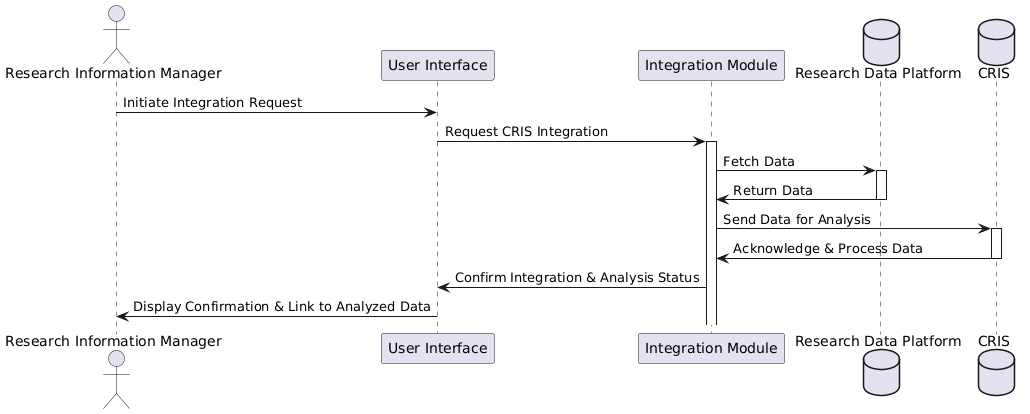 Research Information Manager
User Interface
Integration Module
Research Data Platform
CRIS
Initiate Integration Request
Request CRIS Integration
Fetch Data
Return Data
Send Data for Analysis
Acknowledge & Process Data
Confirm Integration & Analysis Status
Display Confirmation & Link to Analyzed Data
Research Information Manager
User Interface
Integration Module
Research Data Platform
CRIS